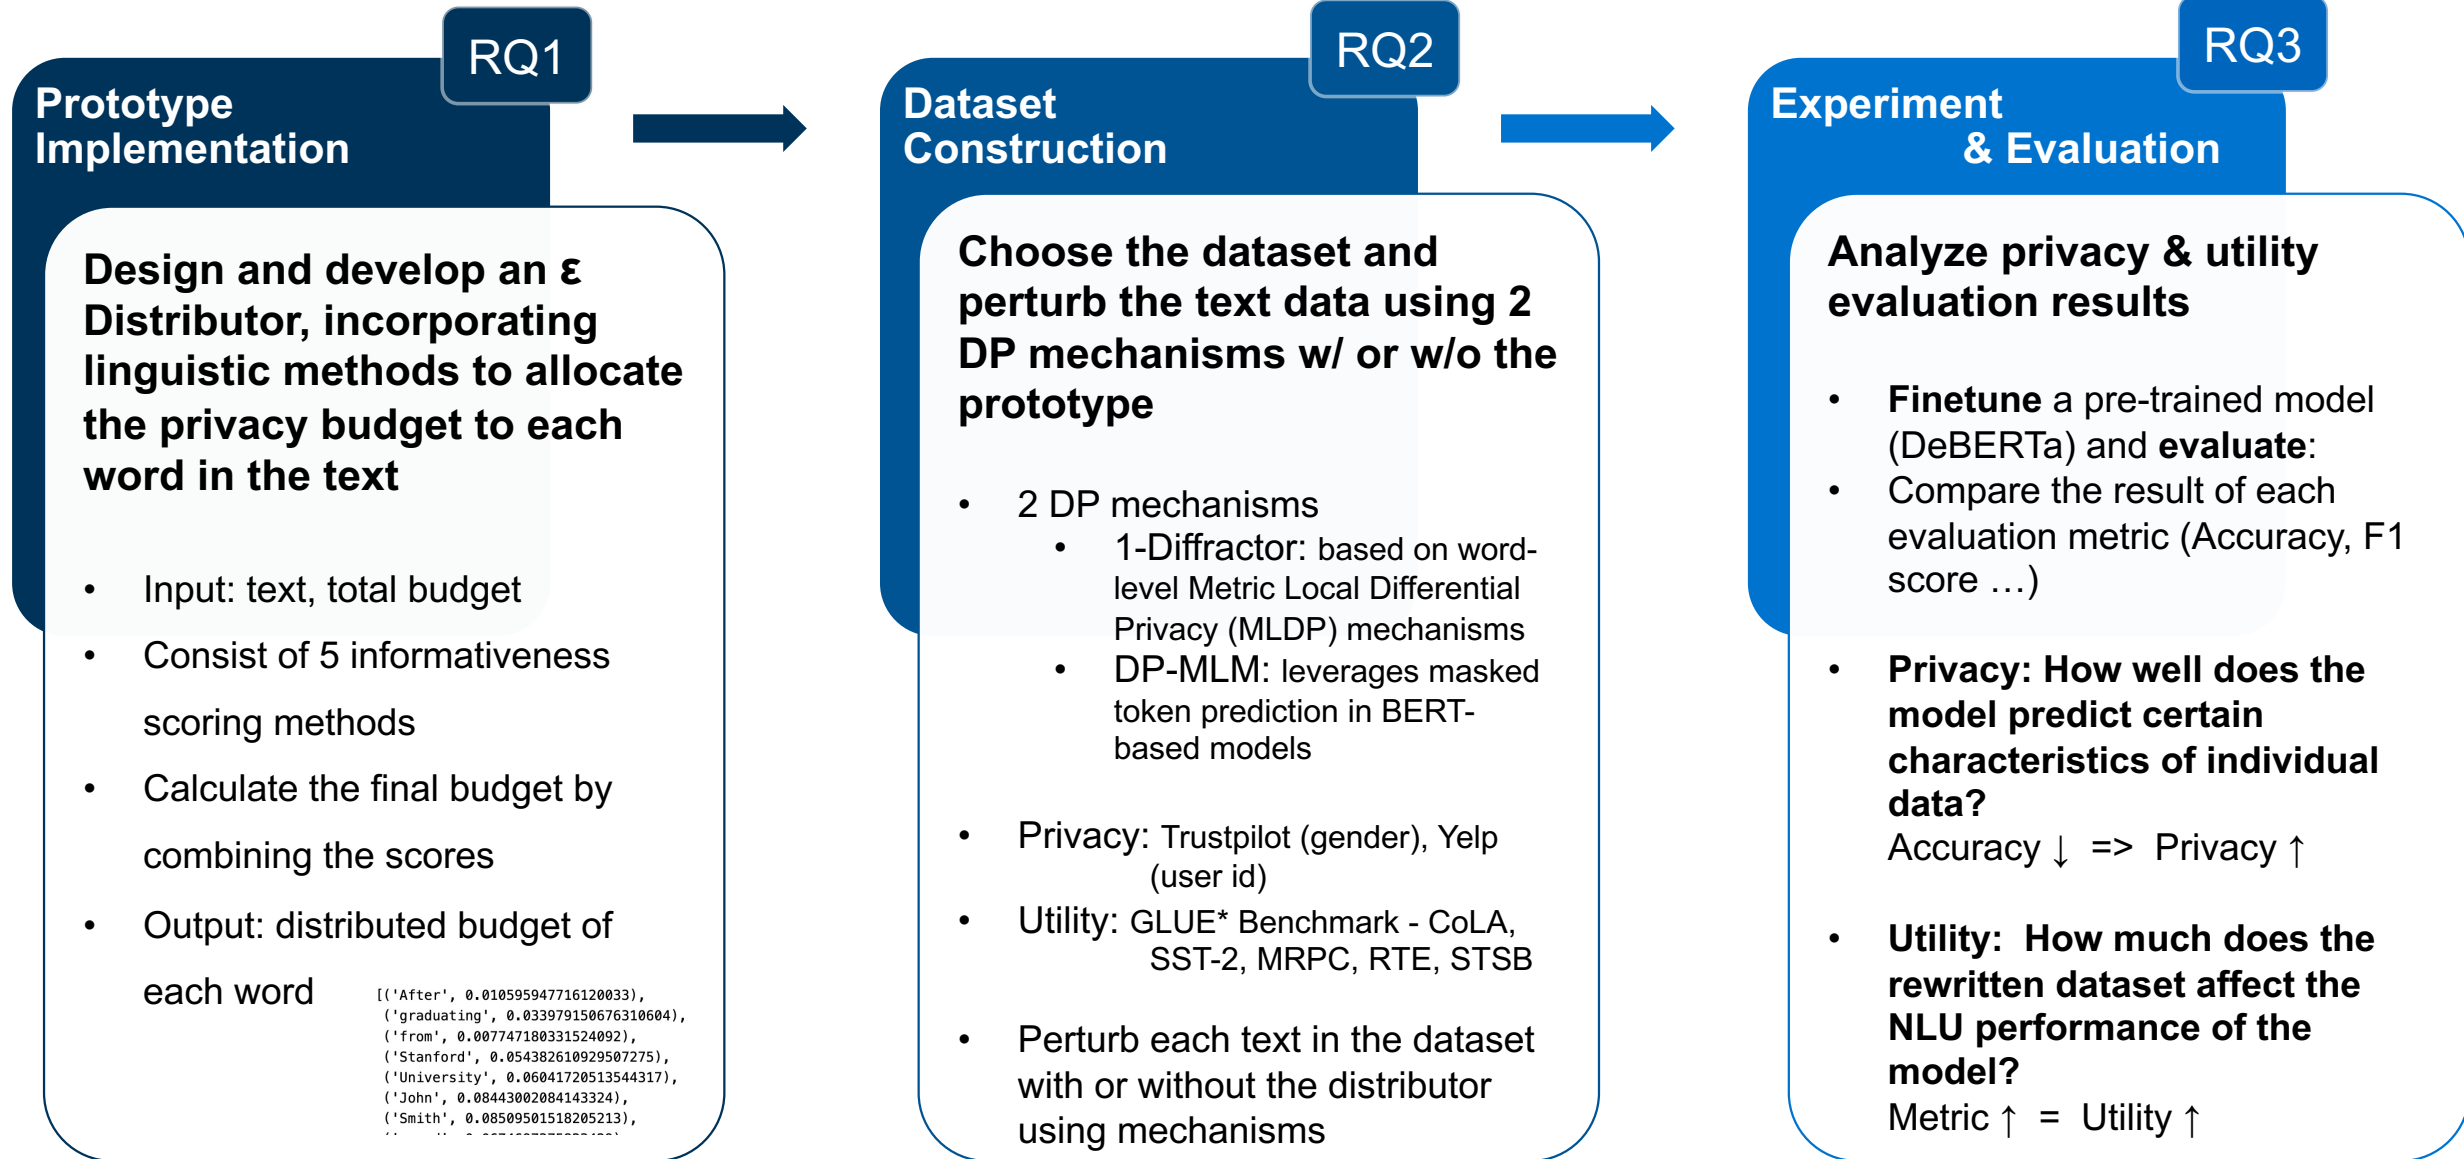 RQ1
Prototype
Implementation
Design and develop an ε
Distributor, incorporating
linguistic methods to allocate
the privacy budget to each
word in the text
• Input: text, total budget
• Consist of 5 informativeness
scoring methods
• Calculate the final budget by
combining the scores
• Output: distributed budget of
each word
[('After', 0.010595947716120033),
('graduating', 0.033979150676310604),
('from', 0.007747180331524092),
('Stanford', 0.054382610929507275),
('University', 0.06041720513544317),
('John', 0.08443002084143324),
('Smith', 0.08509501518205213),
RQ2
Dataset
Construction
Choose the dataset and
perturb the text data using 2
DP mechanisms w/ or w/o the
prototype
• 2 DP mechanisms
• 1-Diffractor: based on word-
level Metric Local Differential
Privacy (MLDP) mechanisms
• DP-MLM: leverages masked
token prediction in BERT-
based models
• Privacy: Trustpilot (gender), Yelp
(user id)
• Utility: GLUE* Benchmark - CoLA,
SST-2, MRPC, RTE, STSB
• Perturb each text in the dataset
with or without the distributor
using mechanisms
RQ3
Experiment
& Evaluation
Analyze privacy & utility
evaluation results
• Finetune a pre-trained model
(DeBERTa) and evaluate:
• Compare the result of each
evaluation metric (Accuracy, F1
score …)
• Privacy: How well does the
model predict certain
characteristics of individual
data?
Accuracy ↓ => Privacy ↑
• Utility: How much does the
rewritten dataset affect the
NLU performance of the
model?
Metric ↑ = Utility ↑